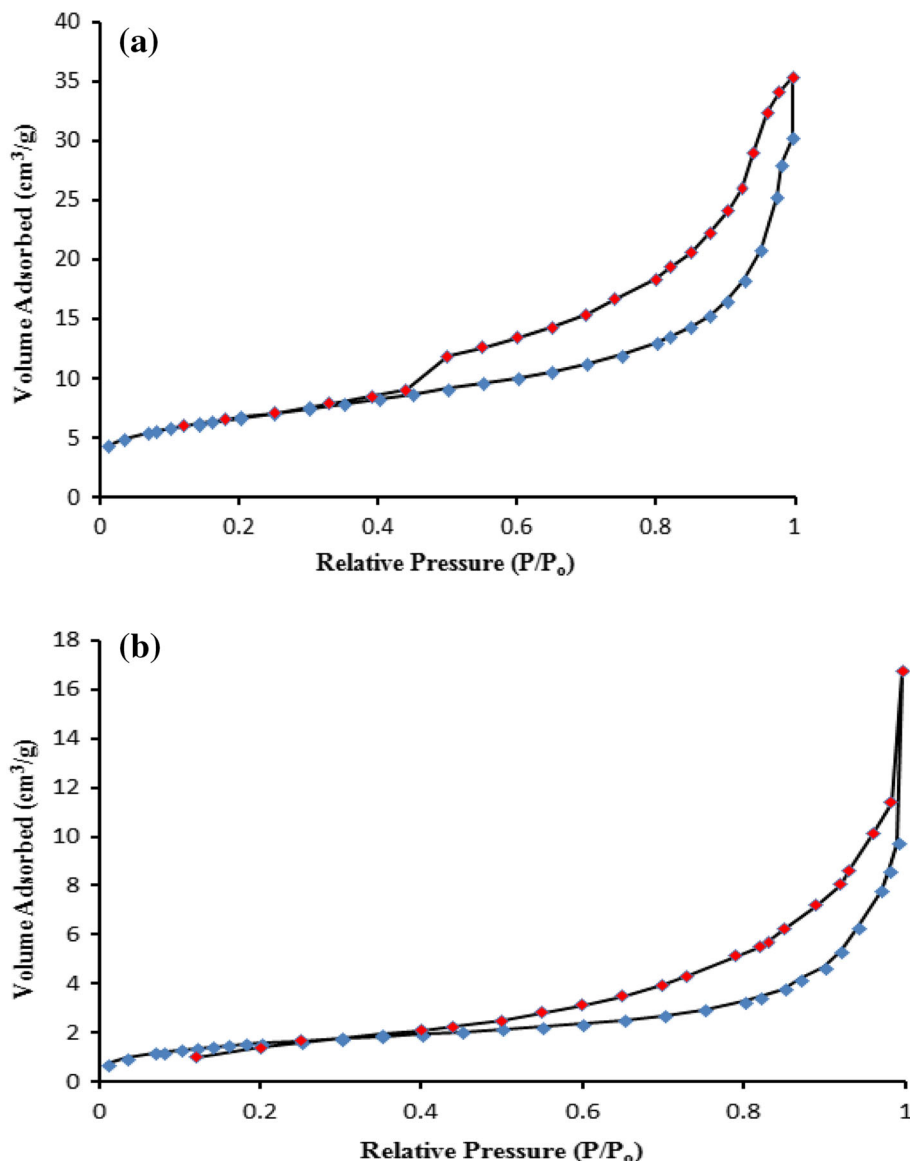 (a)
Volume Adsorbed (cm³/g)
40
35
30
25
20
15
10
5
0
0 0.2 0.4 0.6 0.8 1
Relative Pressure (P/Pₒ)
(b)
Volume Adsorbed (cm³/g)
18
16
14
12
10
8
6
4
2
0
0 0.2 0.4 0.6 0.8 1
Relative Pressure (P/Pₒ)